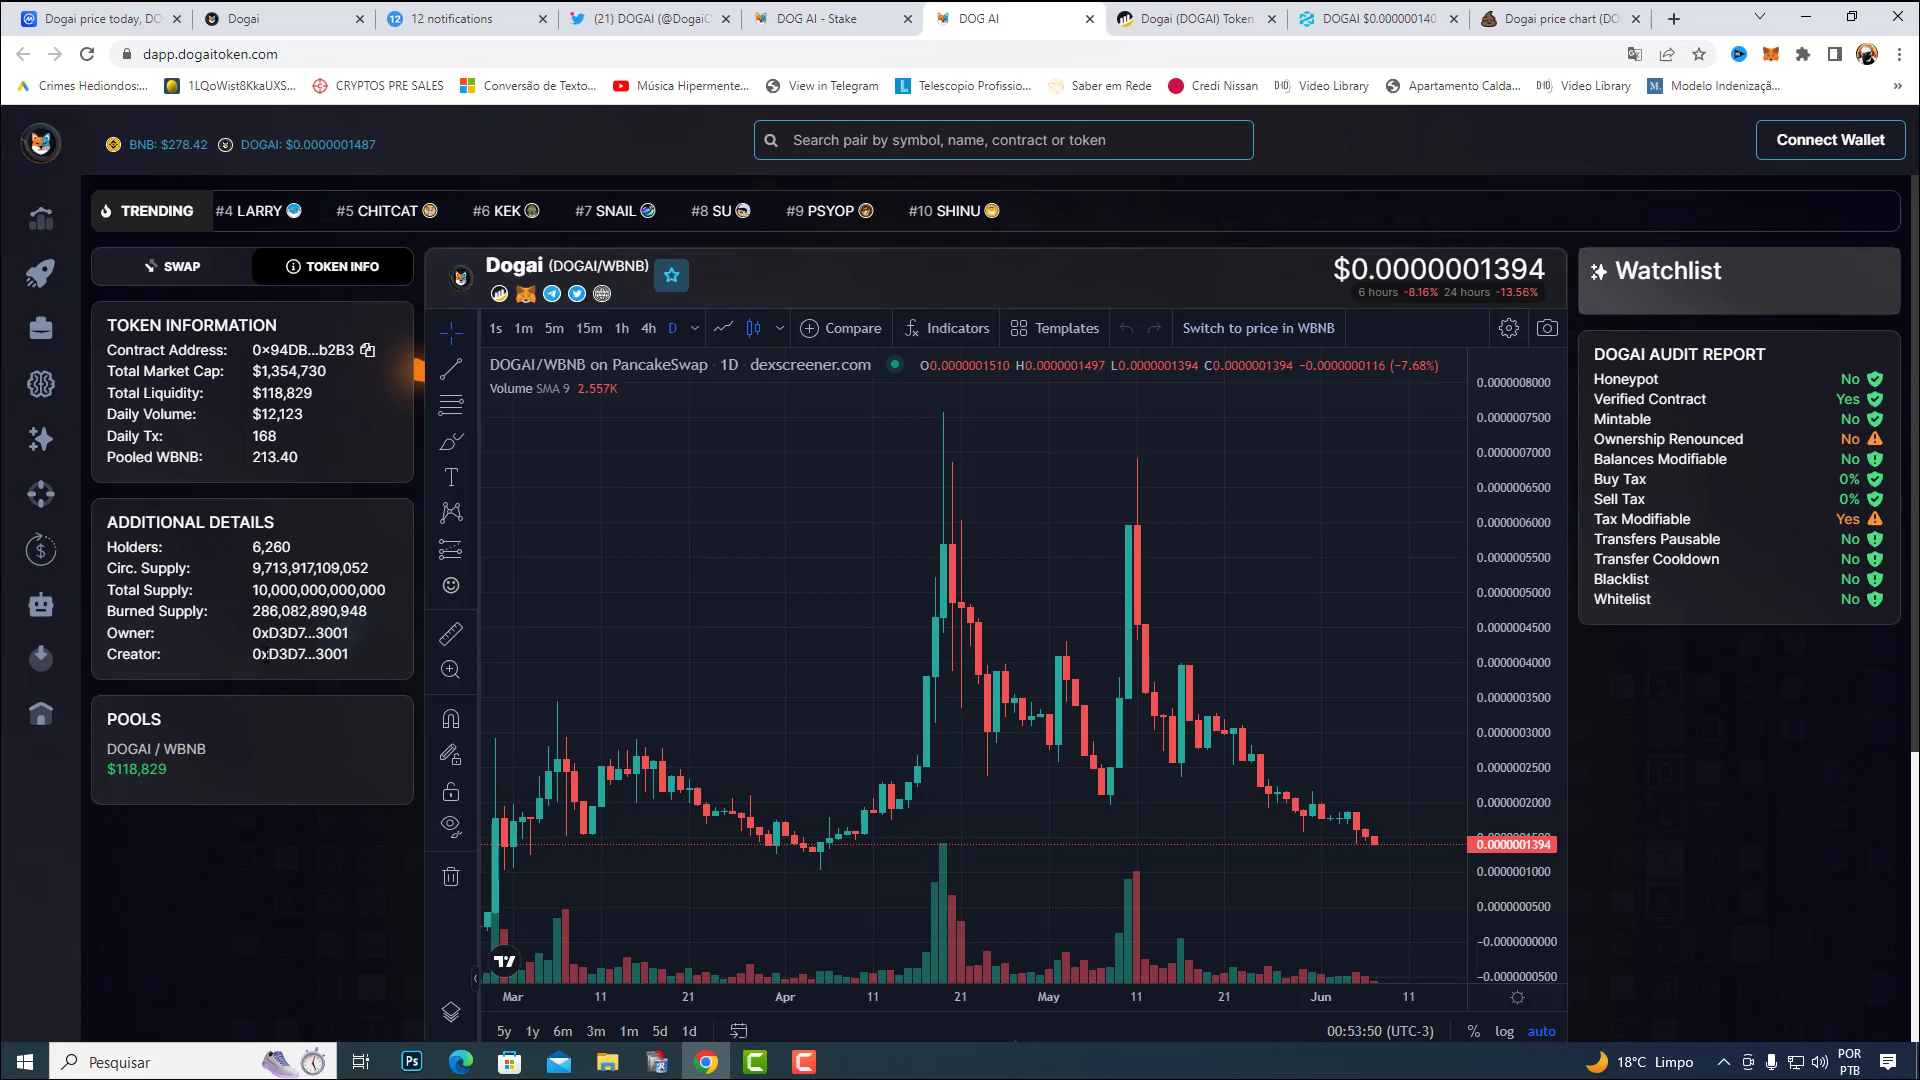 Dogai price today, DO
Dogai
12 notifications
(21) DOGAI (@DogaiC
DOG AI - Stake
DOG AI
Dogai (DOGAI) Token
DOGAI $0.0000000140
Dogai price chart (DO
dapp.dogaitoken.com
Crimes Hediondos:...
1LQoWist8KkaUXS...
CRYPTOS PRE SALES
Conversão de Texto...
Música Hipermente...
View in Telegram
Telescopio Profissio...
Saber em Rede
Credi Nissan
Video Library
Apartamento Calda...
Video Library
Modelo Indenizaçã...
BNB: $278.42
DOGAI: $0.0000001487
Search pair by symbol, name, contract or token
Connect Wallet
TRENDING
#4 LARRY
#5 CHITCAT
#6 KEK
#7 SNAIL
#8 SU
#9 PSYOP
#10 SHINU
SWAP
TOKEN INFO
TOKEN INFORMATION
Contract Address: 0×94DB...b2B3
Total Market Cap: $1,354,730
Total Liquidity: $118,829
Daily Volume: $12,123
Daily Tx: 168
Pooled WBNB: 213.40
ADDITIONAL DETAILS
Holders: 6,260
Circ. Supply: 9,713,917,109,052
Total Supply: 10,000,000,000,000
Burned Supply: 286,082,890,948
Owner: 0xD3D7...3001
Creator: 0xD3D7...3001
POOLS
DOGAI / WBNB
$118,829
Dogai (DOGAI/WBNB)
$0.0000001394
6 hours -8.16% 24 hours -13.56%
1s 1m 5m 15m 1h 4h D
Compare
Indicators
Templates
Switch to price in WBNB
DOGAI/WBNB on PancakeSwap · 1D · dexscreener.com
O0.0000001510 H0.0000001497 L0.0000001394 C0.0000001394 −0.0000000116 (−7.68%)
Volume SMA 9 2.557K
0.0000008000
0.0000007500
0.0000007000
0.0000006500
0.0000006000
0.0000005500
0.0000005000
0.0000004500
0.0000004000
0.0000003500
0.0000003000
0.0000002500
0.0000002000
0.0000001394
0.0000001000
0.0000000500
−0.0000000000
−0.0000000500
Mar 11 21 Apr 11 21 May 11 21 Jun 11
5y 1y 6m 3m 1m 5d 1d
00:53:50 (UTC-3)
% log auto
Watchlist
DOGAI AUDIT REPORT
Honeypot No
Verified Contract Yes
Mintable No
Ownership Renounced No
Balances Modifiable No
Buy Tax 0%
Sell Tax 0%
Tax Modifiable Yes
Transfers Pausable No
Transfer Cooldown No
Blacklist No
Whitelist No
Pesquisar
18°C Limpo
POR
PTB